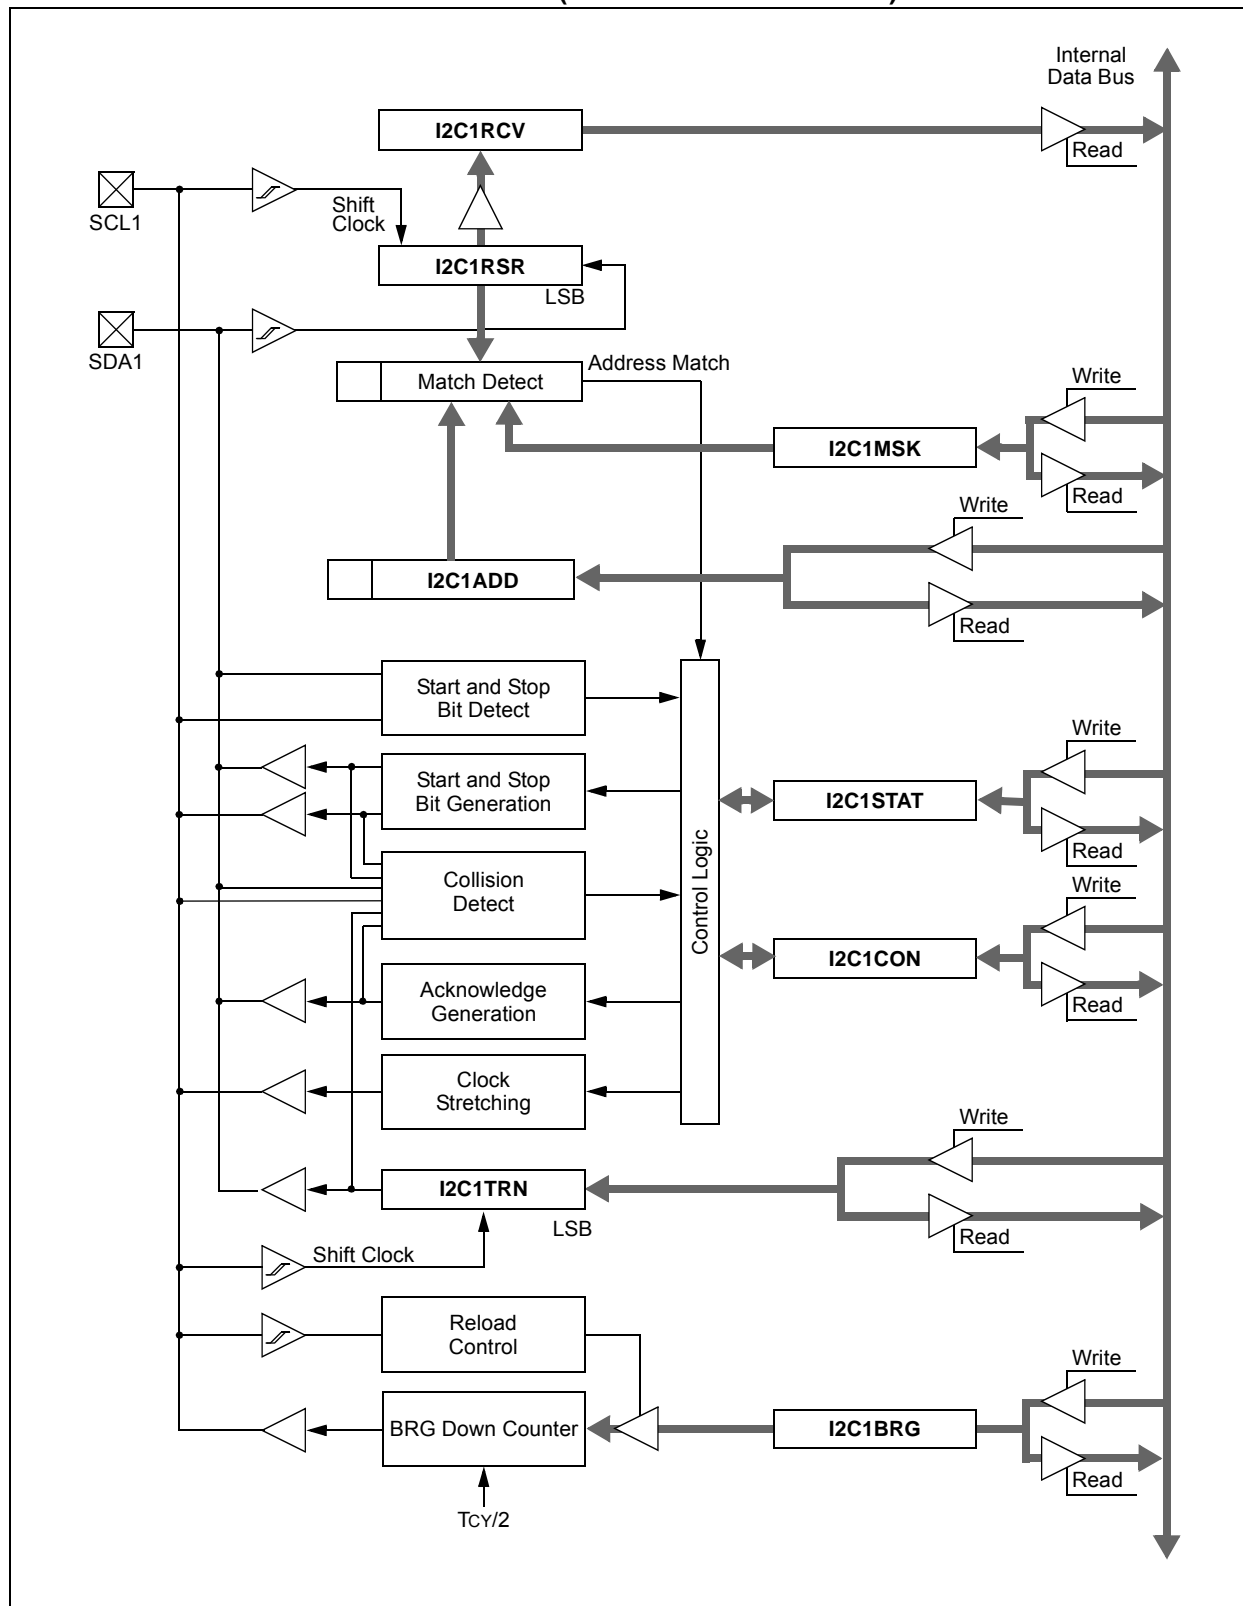 Internal
Data Bus
I2C1RCV
Read
SCL1
Shift
Clock
I2C1RSR
LSB
SDA1
Address Match
Match Detect
Write
I2C1MSK
Read
Write
I2C1ADD
Read
Start and Stop
Bit Detect
Write
Start and Stop
Bit Generation
I2C1STAT
Read
Control Logic
Collision
Detect
Write
I2C1CON
Read
Acknowledge
Generation
Clock
Stretching
Write
I2C1TRN
LSB
Read
Shift Clock
Reload
Control
Write
BRG Down Counter
I2C1BRG
Read
TCY/2